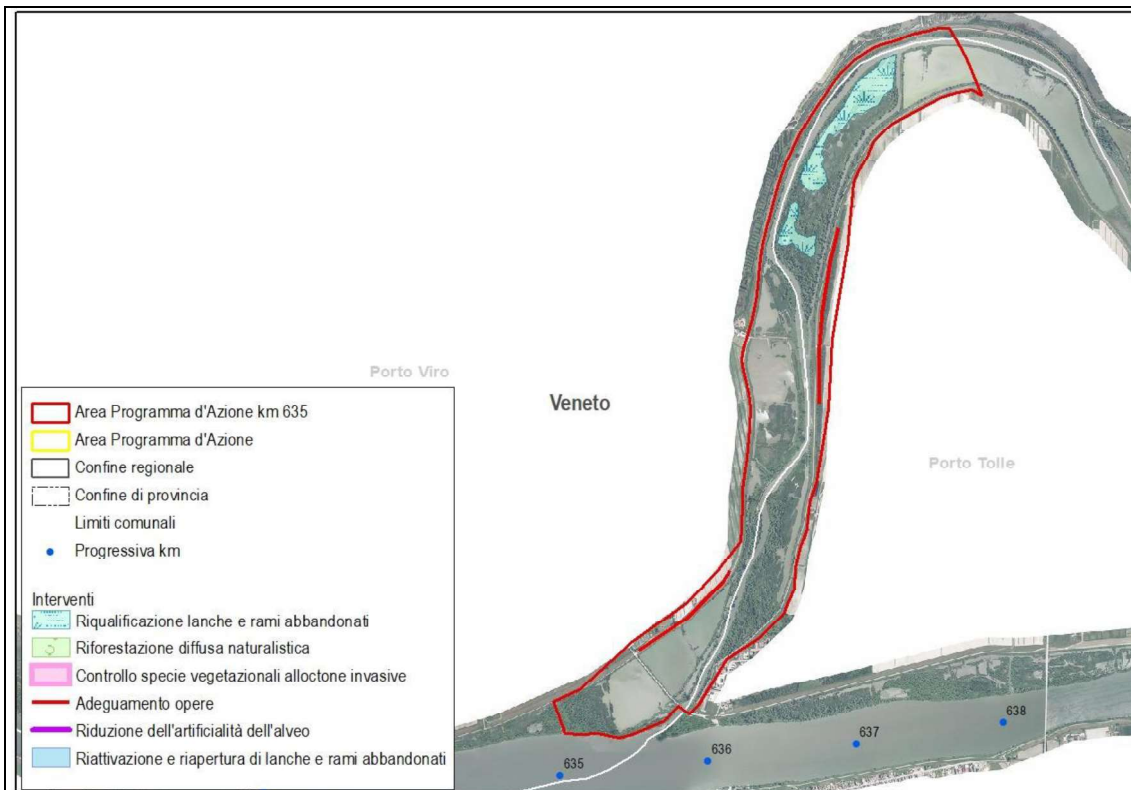 Porto Viro
Veneto
Porto Tolle
Area Programma d'Azione km 635
Area Programma d'Azione
Confine regionale
Confine di provincia
Limiti comunali
Progressiva km
Interventi
Riqualificazione lanche e rami abbandonati
Riforestazione diffusa naturalistica
Controllo specie vegetazionali alloctone invasive
Adeguamento opere
Riduzione dell'artificialità dell'alveo
Riattivazione e riapertura di lanche e rami abbandonati
635
636
637
638